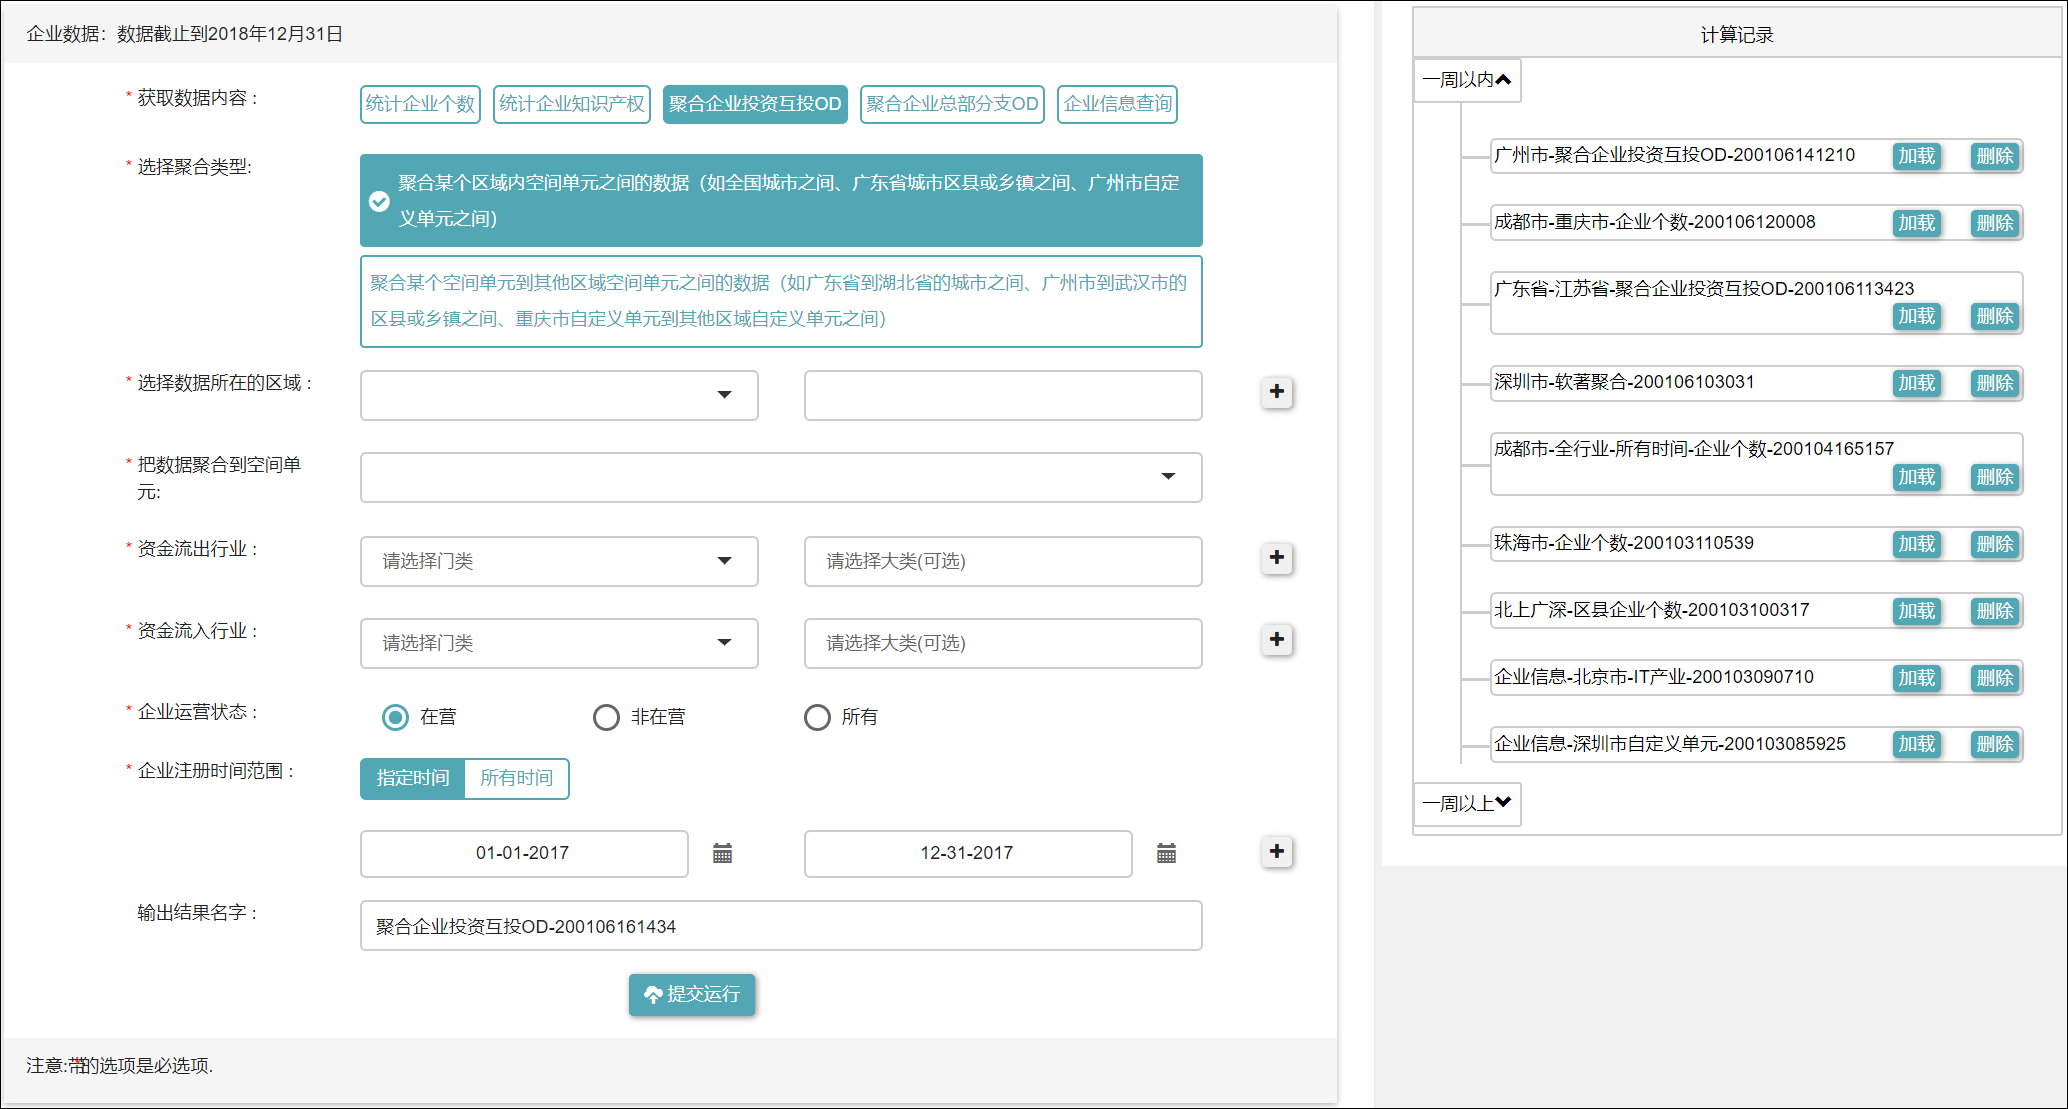 企业数据：数据截止到2018年12月31日
* 获取数据内容 :
统计企业个数
统计企业知识产权
聚合企业投资互投OD
聚合企业总部分支OD
企业信息查询
* 选择聚合类型:
聚合某个区域内空间单元之间的数据（如全国城市之间、广东省城市区县或乡镇之间、广州市自定
义单元之间）
聚合某个空间单元到其他区域空间单元之间的数据（如广东省到湖北省的城市之间、广州市到武汉市的
区县或乡镇之间、重庆市自定义单元到其他区域自定义单元之间）
* 选择数据所在的区域 :
* 把数据聚合到空间单
元:
* 资金流出行业 :
请选择门类
请选择大类(可选)
* 资金流入行业 :
请选择门类
请选择大类(可选)
* 企业运营状态 :
在营
非在营
所有
* 企业注册时间范围 :
指定时间
所有时间
01-01-2017
12-31-2017
输出结果名字 :
聚合企业投资互投OD-200106161434
提交运行
注意:带*的选项是必选项.
计算记录
一周以内
广州市-聚合企业投资互投OD-200106141210
加载
删除
成都市-重庆市-企业个数-200106120008
加载
删除
广东省-江苏省-聚合企业投资互投OD-200106113423
加载
删除
深圳市-软著聚合-200106103031
加载
删除
成都市-全行业-所有时间-企业个数-200104165157
加载
删除
珠海市-企业个数-200103110539
加载
删除
北上广深-区县企业个数-200103100317
加载
删除
企业信息-北京市-IT产业-200103090710
加载
删除
企业信息-深圳市自定义单元-200103085925
加载
删除
一周以上